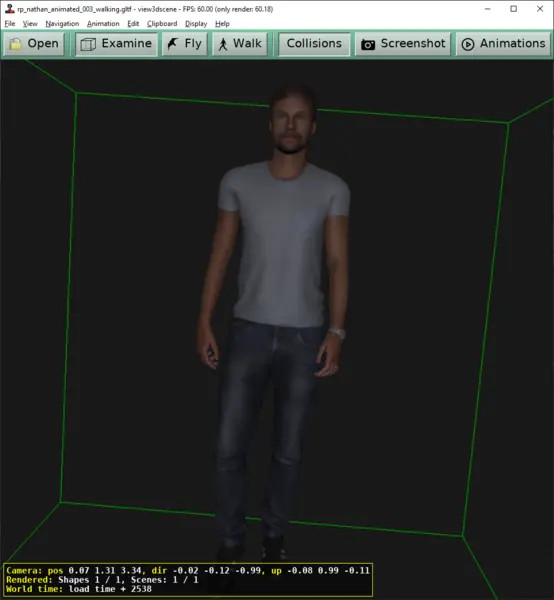 rp_nathan_animated_003_walking.gltf - view3dscene - FPS: 60.00 (only render: 60.18)
File View Navigation Animation Edit Clipboard Display Help
Open Examine Fly Walk Collisions Screenshot Animations
Camera: pos 0.07 1.31 3.34, dir -0.02 -0.12 -0.99, up -0.08 0.99 -0.11
Rendered: Shapes 1 / 1, Scenes: 1 / 1
World time: load time + 2538